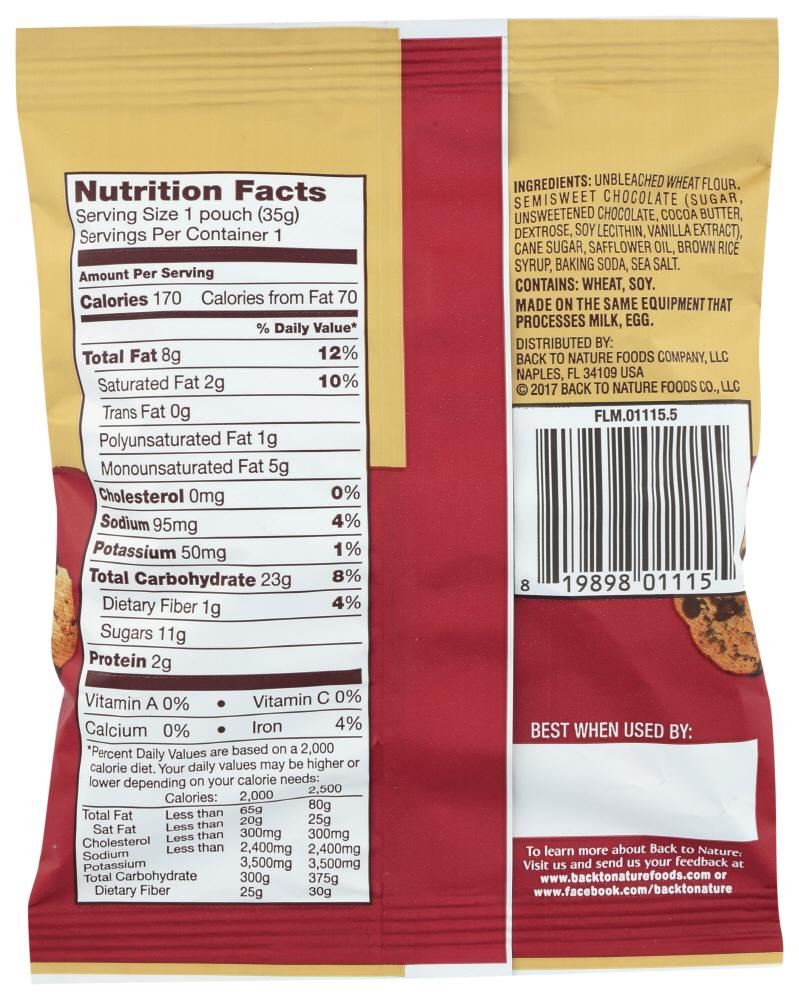 Nutrition Facts
Serving Size 1 pouch (35g)
Servings Per Container 1
Amount Per Serving
Calories 170 Calories from Fat 70
% Daily Value*
Total Fat 8g 12%
Saturated Fat 2g 10%
Trans Fat 0g
Polyunsaturated Fat 1g
Monounsaturated Fat 5g
Cholesterol 0mg 0%
Sodium 95mg 4%
Potassium 50mg 1%
Total Carbohydrate 23g 8%
Dietary Fiber 1g 4%
Sugars 11g
Protein 2g
Vitamin A 0% • Vitamin C 0%
Calcium 0% • Iron 4%
*Percent Daily Values are based on a 2,000
calorie diet. Your daily values may be higher or
lower depending on your calorie needs:
Calories: 2,000 2,500
Total Fat Less than 65g 80g
Sat Fat Less than 20g 25g
Cholesterol Less than 300mg 300mg
Sodium Less than 2,400mg 2,400mg
Potassium 3,500mg 3,500mg
Total Carbohydrate 300g 375g
Dietary Fiber 25g 30g
INGREDIENTS: UNBLEACHED WHEAT FLOUR,
SEMISWEET CHOCOLATE (SUGAR,
UNSWEETENED CHOCOLATE, COCOA BUTTER,
DEXTROSE, SOY LECITHIN, VANILLA EXTRACT),
CANE SUGAR, SAFFLOWER OIL, BROWN RICE
SYRUP, BAKING SODA, SEA SALT.
CONTAINS: WHEAT, SOY.
MADE ON THE SAME EQUIPMENT THAT
PROCESSES MILK, EGG.
DISTRIBUTED BY:
BACK TO NATURE FOODS COMPANY, LLC
NAPLES, FL 34109 USA
© 2017 BACK TO NATURE FOODS CO., LLC
FLM.01115.5
8 19898 01115
BEST WHEN USED BY:
To learn more about Back to Nature:
Visit us and send us your feedback at
www.backtonaturefoods.com or
www.facebook.com/backtonature